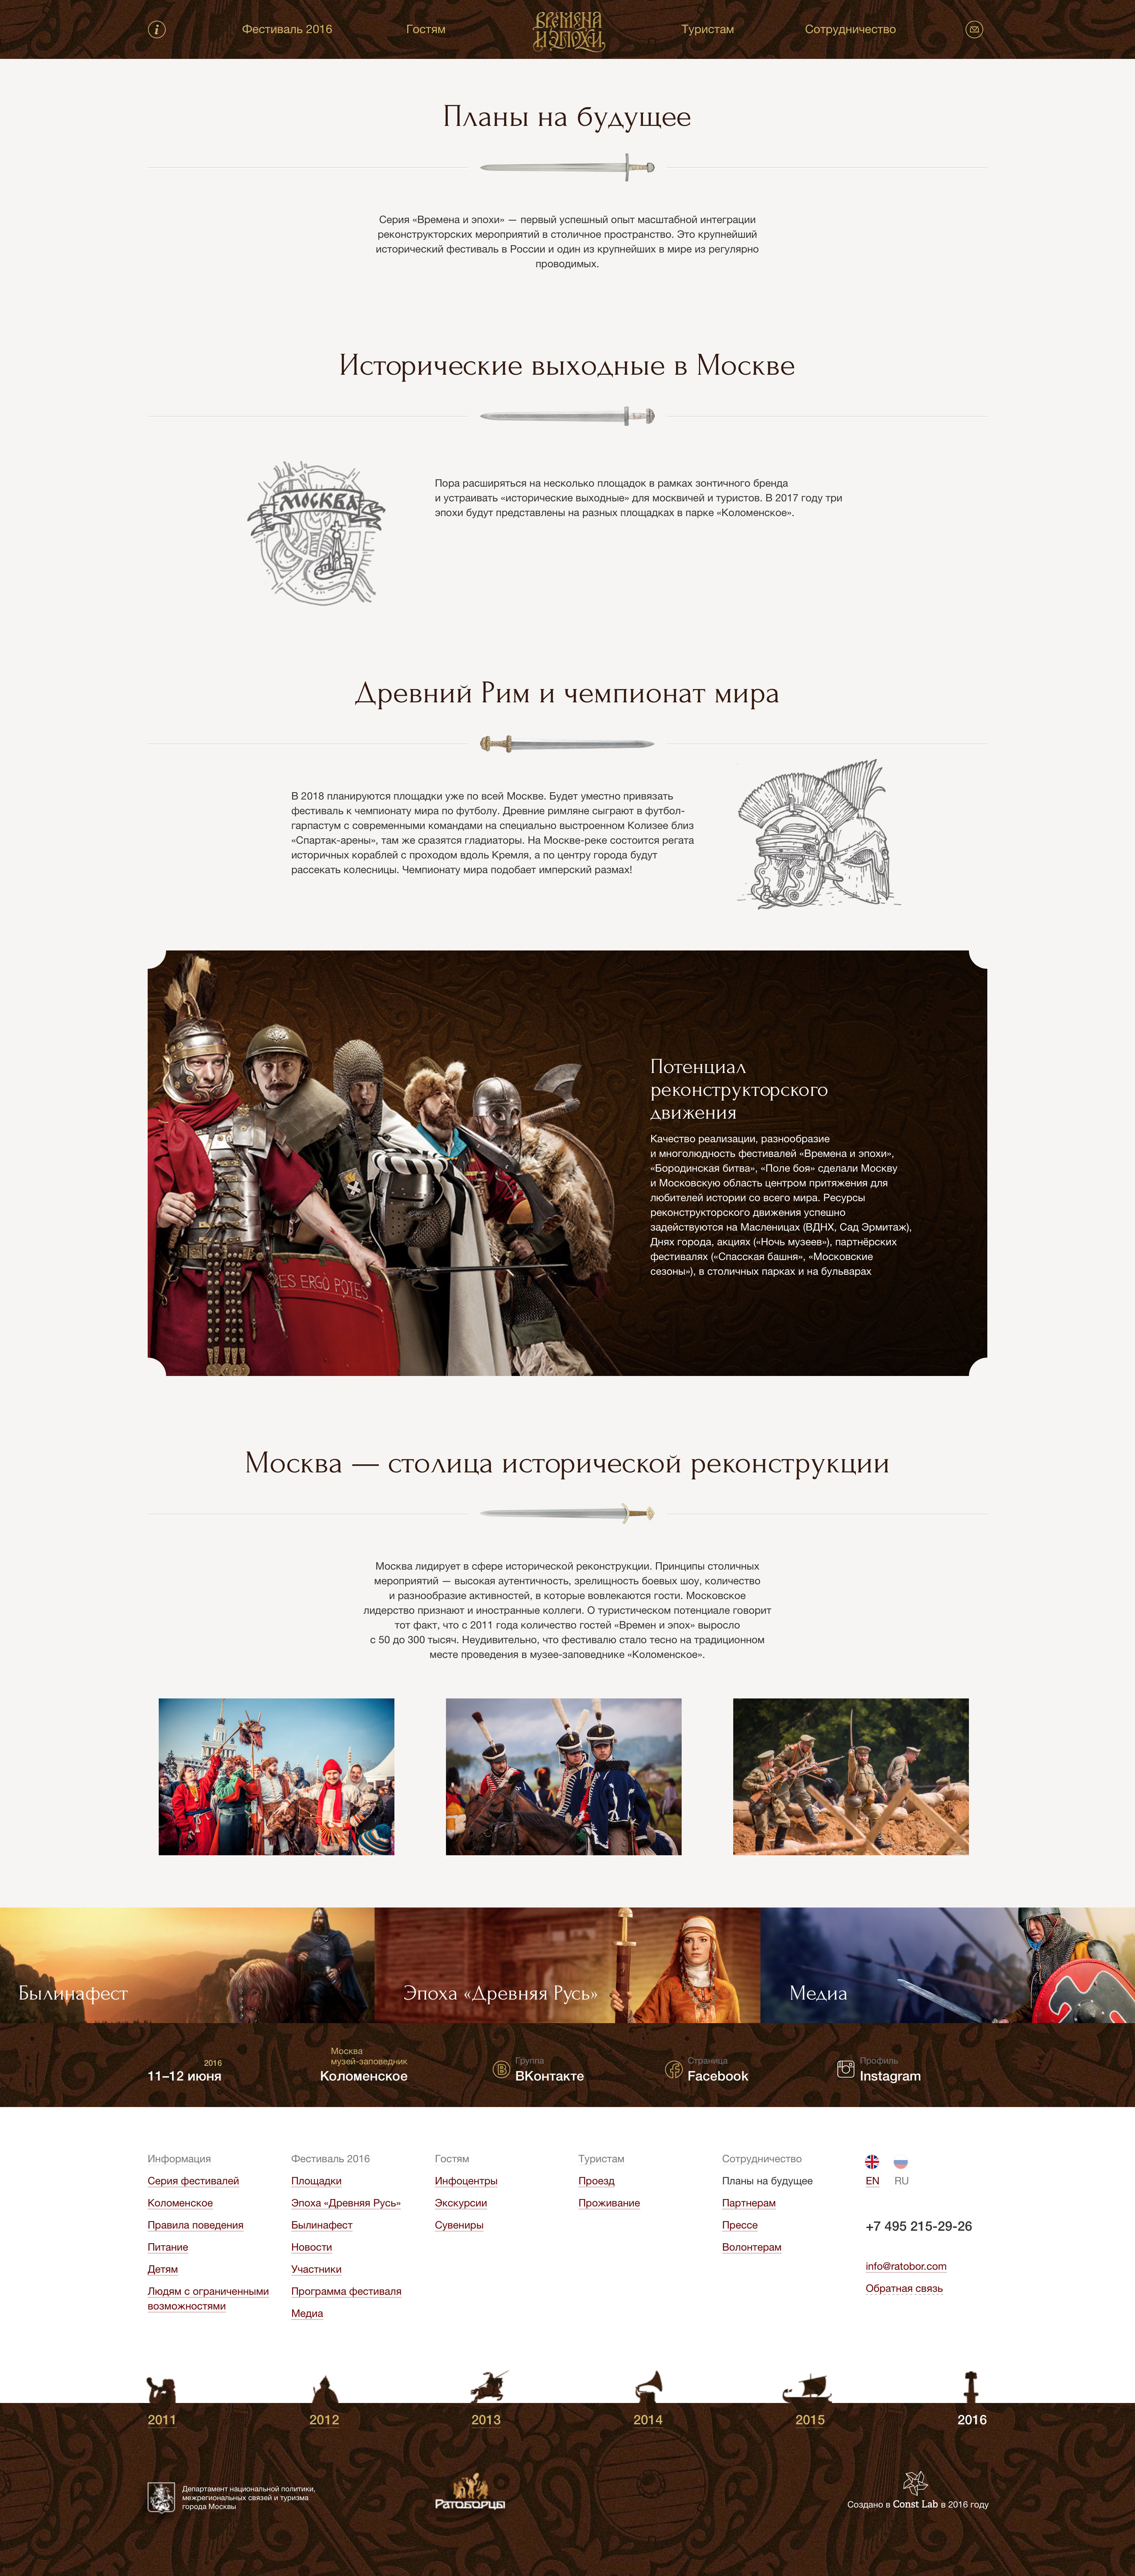 Фестиваль 2016
Гостям
ВРЕМЕНА
И ЭПОХИ
Туристам
Сотрудничество
Планы на будущее
Серия «Времена и эпохи» — первый успешный опыт масштабной интеграции
реконструкторских мероприятий в столичное пространство. Это крупнейший
исторический фестиваль в России и один из крупнейших в мире из регулярно
проводимых.
Исторические выходные в Москве
МОСКВА
Пора расширяться на несколько площадок в рамках зонтичного бренда
и устраивать «исторические выходные» для москвичей и туристов. В 2017 году три
эпохи будут представлены на разных площадках в парке «Коломенское».
Древний Рим и чемпионат мира
В 2018 планируются площадки уже по всей Москве. Будет уместно привязать
фестиваль к чемпионату мира по футболу. Древние римляне сыграют в футбол-
гарпастум с современными командами на специально выстроенном Колизее близ
«Спартак-арены», там же сразятся гладиаторы. На Москве-реке состоится регата
историчных кораблей с проходом вдоль Кремля, а по центру города будут
рассекать колесницы. Чемпионату мира подобает имперский размах!
DES ERGO POTES
Потенциал
реконструкторского
движения
Качество реализации, разнообразие
и многолюдность фестивалей «Времена и эпохи»,
«Бородинская битва», «Поле боя» сделали Москву
и Московскую область центром притяжения для
любителей истории со всего мира. Ресурсы
реконструкторского движения успешно
задействуются на Масленицах (ВДНХ, Сад Эрмитаж),
Днях города, акциях («Ночь музеев»), партнёрских
фестивалях («Спасская башня», «Московские
сезоны»), в столичных парках и на бульварах
Москва — столица исторической реконструкции
Москва лидирует в сфере исторической реконструкции. Принципы столичных
мероприятий — высокая аутентичность, зрелищность боевых шоу, количество
и разнообразие активностей, в которые вовлекаются гости. Московское
лидерство признают и иностранные коллеги. О туристическом потенциале говорит
тот факт, что с 2011 года количество гостей «Времен и эпох» выросло
с 50 до 300 тысяч. Неудивительно, что фестивалю стало тесно на традиционном
месте проведения в музее-заповеднике «Коломенское».
Былинафест
Эпоха «Древняя Русь»
Медиа
2016
11–12 июня
Москва
музей-заповедник
Коломенское
Группа
ВКонтакте
Страница
Facebook
Профиль
Instagram
Информация
Серия фестивалей
Коломенское
Правила поведения
Питание
Детям
Людям с ограниченными
возможностями
Фестиваль 2016
Площадки
Эпоха «Древняя Русь»
Былинафест
Новости
Участники
Программа фестиваля
Медиа
Гостям
Инфоцентры
Экскурсии
Сувениры
Туристам
Проезд
Проживание
Сотрудничество
Планы на будущее
Партнерам
Прессе
Волонтерам
EN
RU
+7 495 215-29-26
info@ratobor.com
Обратная связь
2011
2012
2013
2014
2015
2016
Департамент национальной политики,
межрегиональных связей и туризма
города Москвы
Ратоборцы
Создано в Const Lab в 2016 году